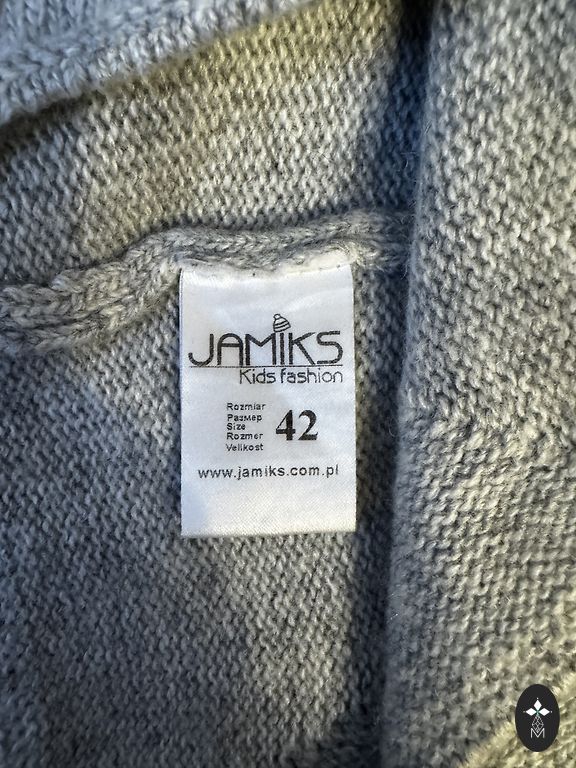 JAMIKS
Kids fashion
Rozmiar
Размер
Size
Rozmer
Velikost
42
www.jamiks.com.pl
M